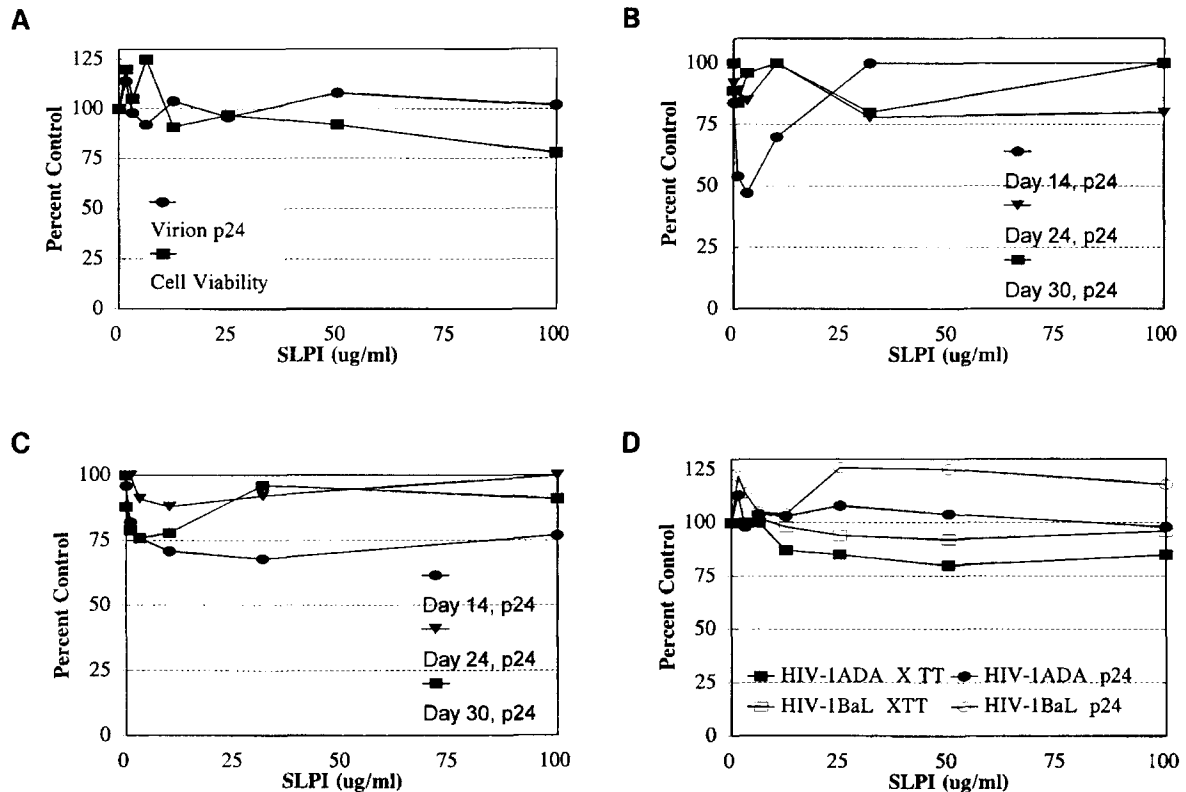 A
Percent Control
125
100
75
50
25
0
Virion p24
Cell Viability
0 25 50 75 100
SLPI (ug/ml)
B
Percent Control
100
75
50
25
0
Day 14, p24
Day 24, p24
Day 30, p24
0 25 50 75 100
SLPI (ug/ml)
C
Percent Control
100
75
50
25
0
Day 14, p24
Day 24, p24
Day 30, p24
0 25 50 75 100
SLPI (ug/ml)
D
Percent Control
125
100
75
50
25
0
HIV-1ADA X TT HIV-1ADA p24
HIV-1BaL XTT HIV-1BaL p24
0 25 50 75 100
SLPI (ug/ml)